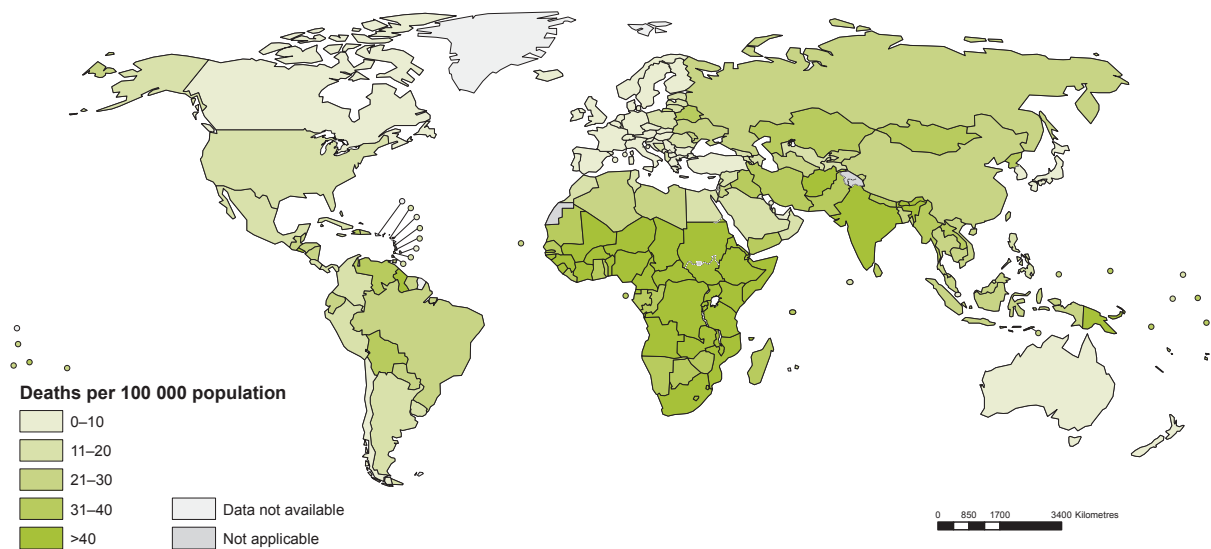 Deaths per 100 000 population
0–10
11–20
21–30
31–40
>40
Data not available
Not applicable
0 850 1700 3400 Kilometres